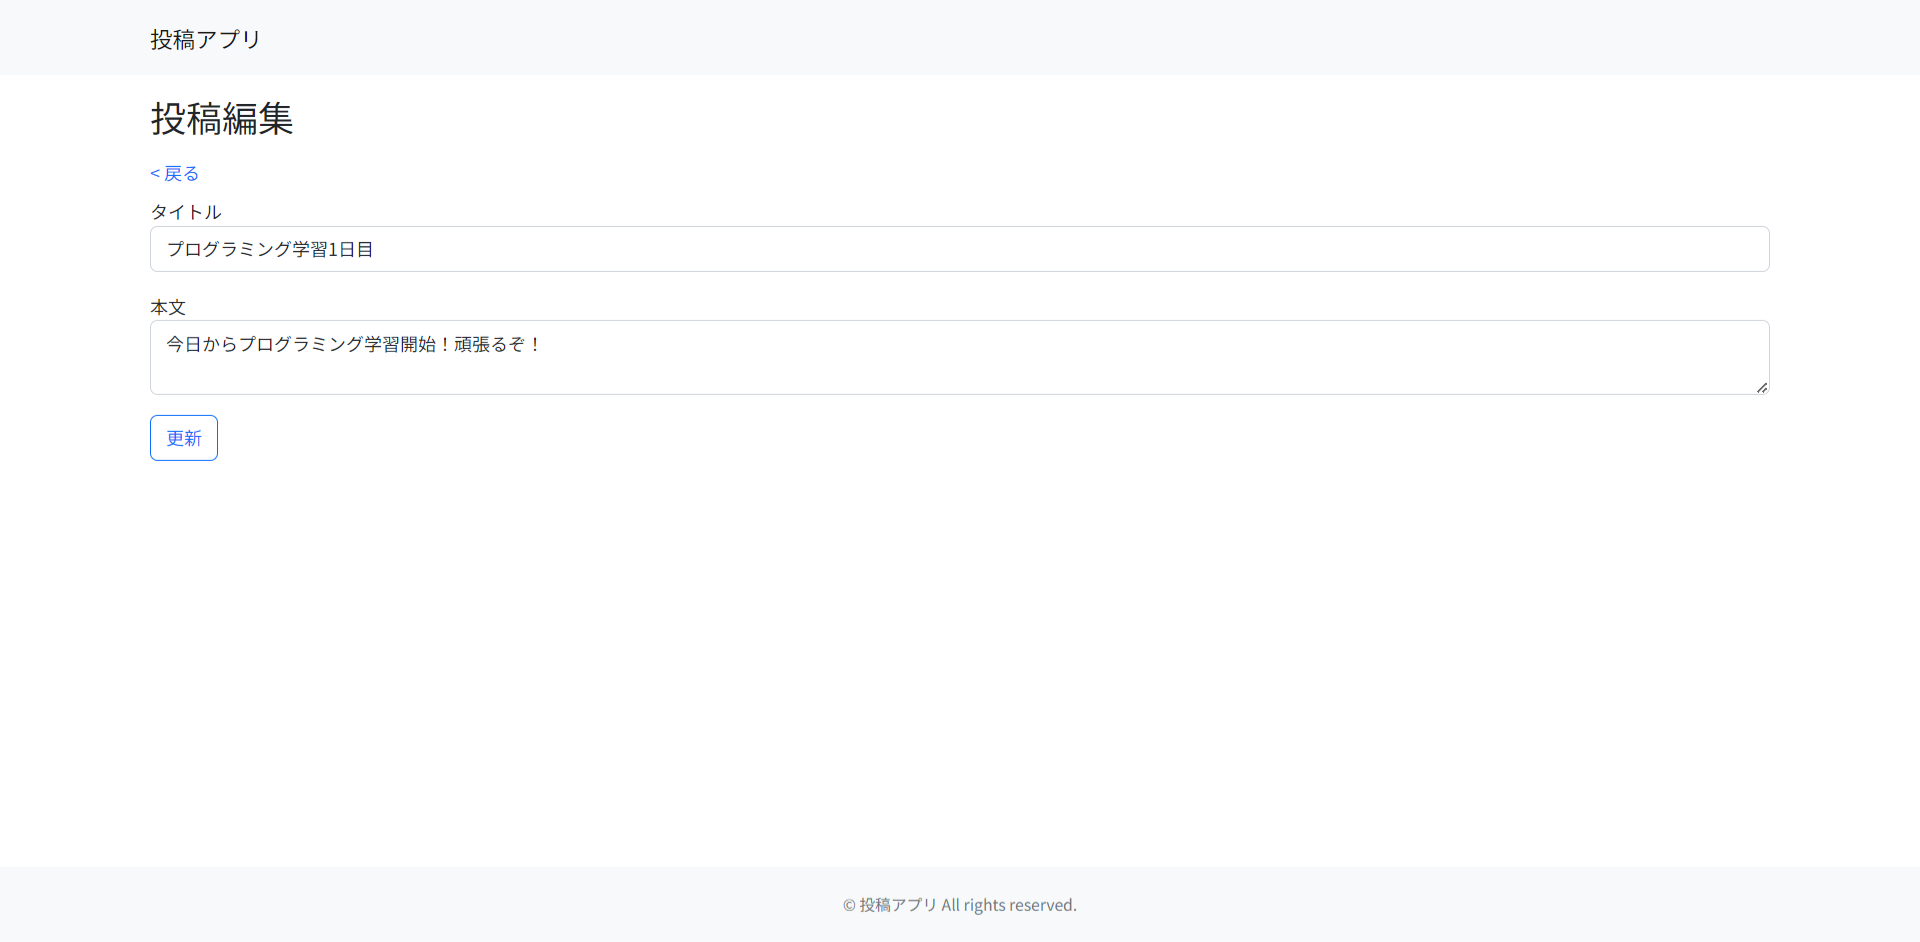 投稿アプリ
投稿編集
< 戻る
タイトル
プログラミング学習1日目
本文
今日からプログラミング学習開始！頑張るぞ！
更新
© 投稿アプリ All rights reserved.